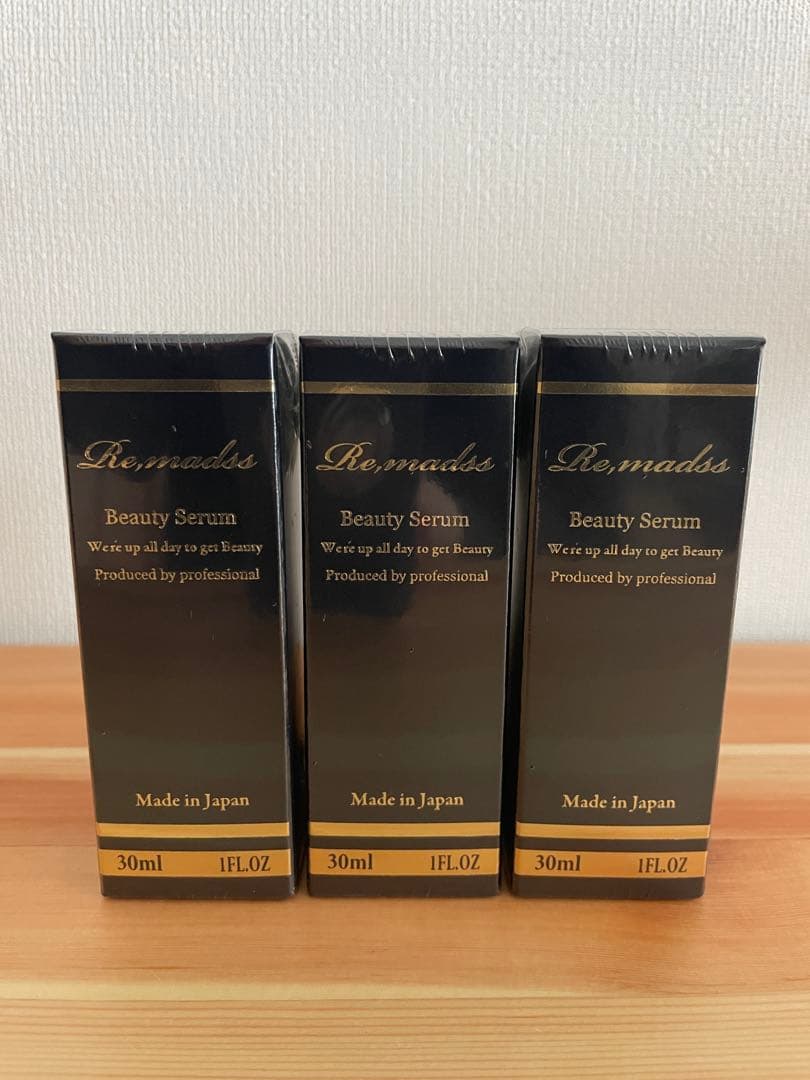 Re,madss
Beauty Serum
We're up all day to get Beauty
Produced by professional
Made in Japan
30ml 1FL.OZ
Re,madss
Beauty Serum
We're up all day to get Beauty
Produced by professional
Made in Japan
30ml 1FL.OZ
Re,madss
Beauty Serum
We're up all day to get Beauty
Produced by professional
Made in Japan
30ml 1FL.OZ